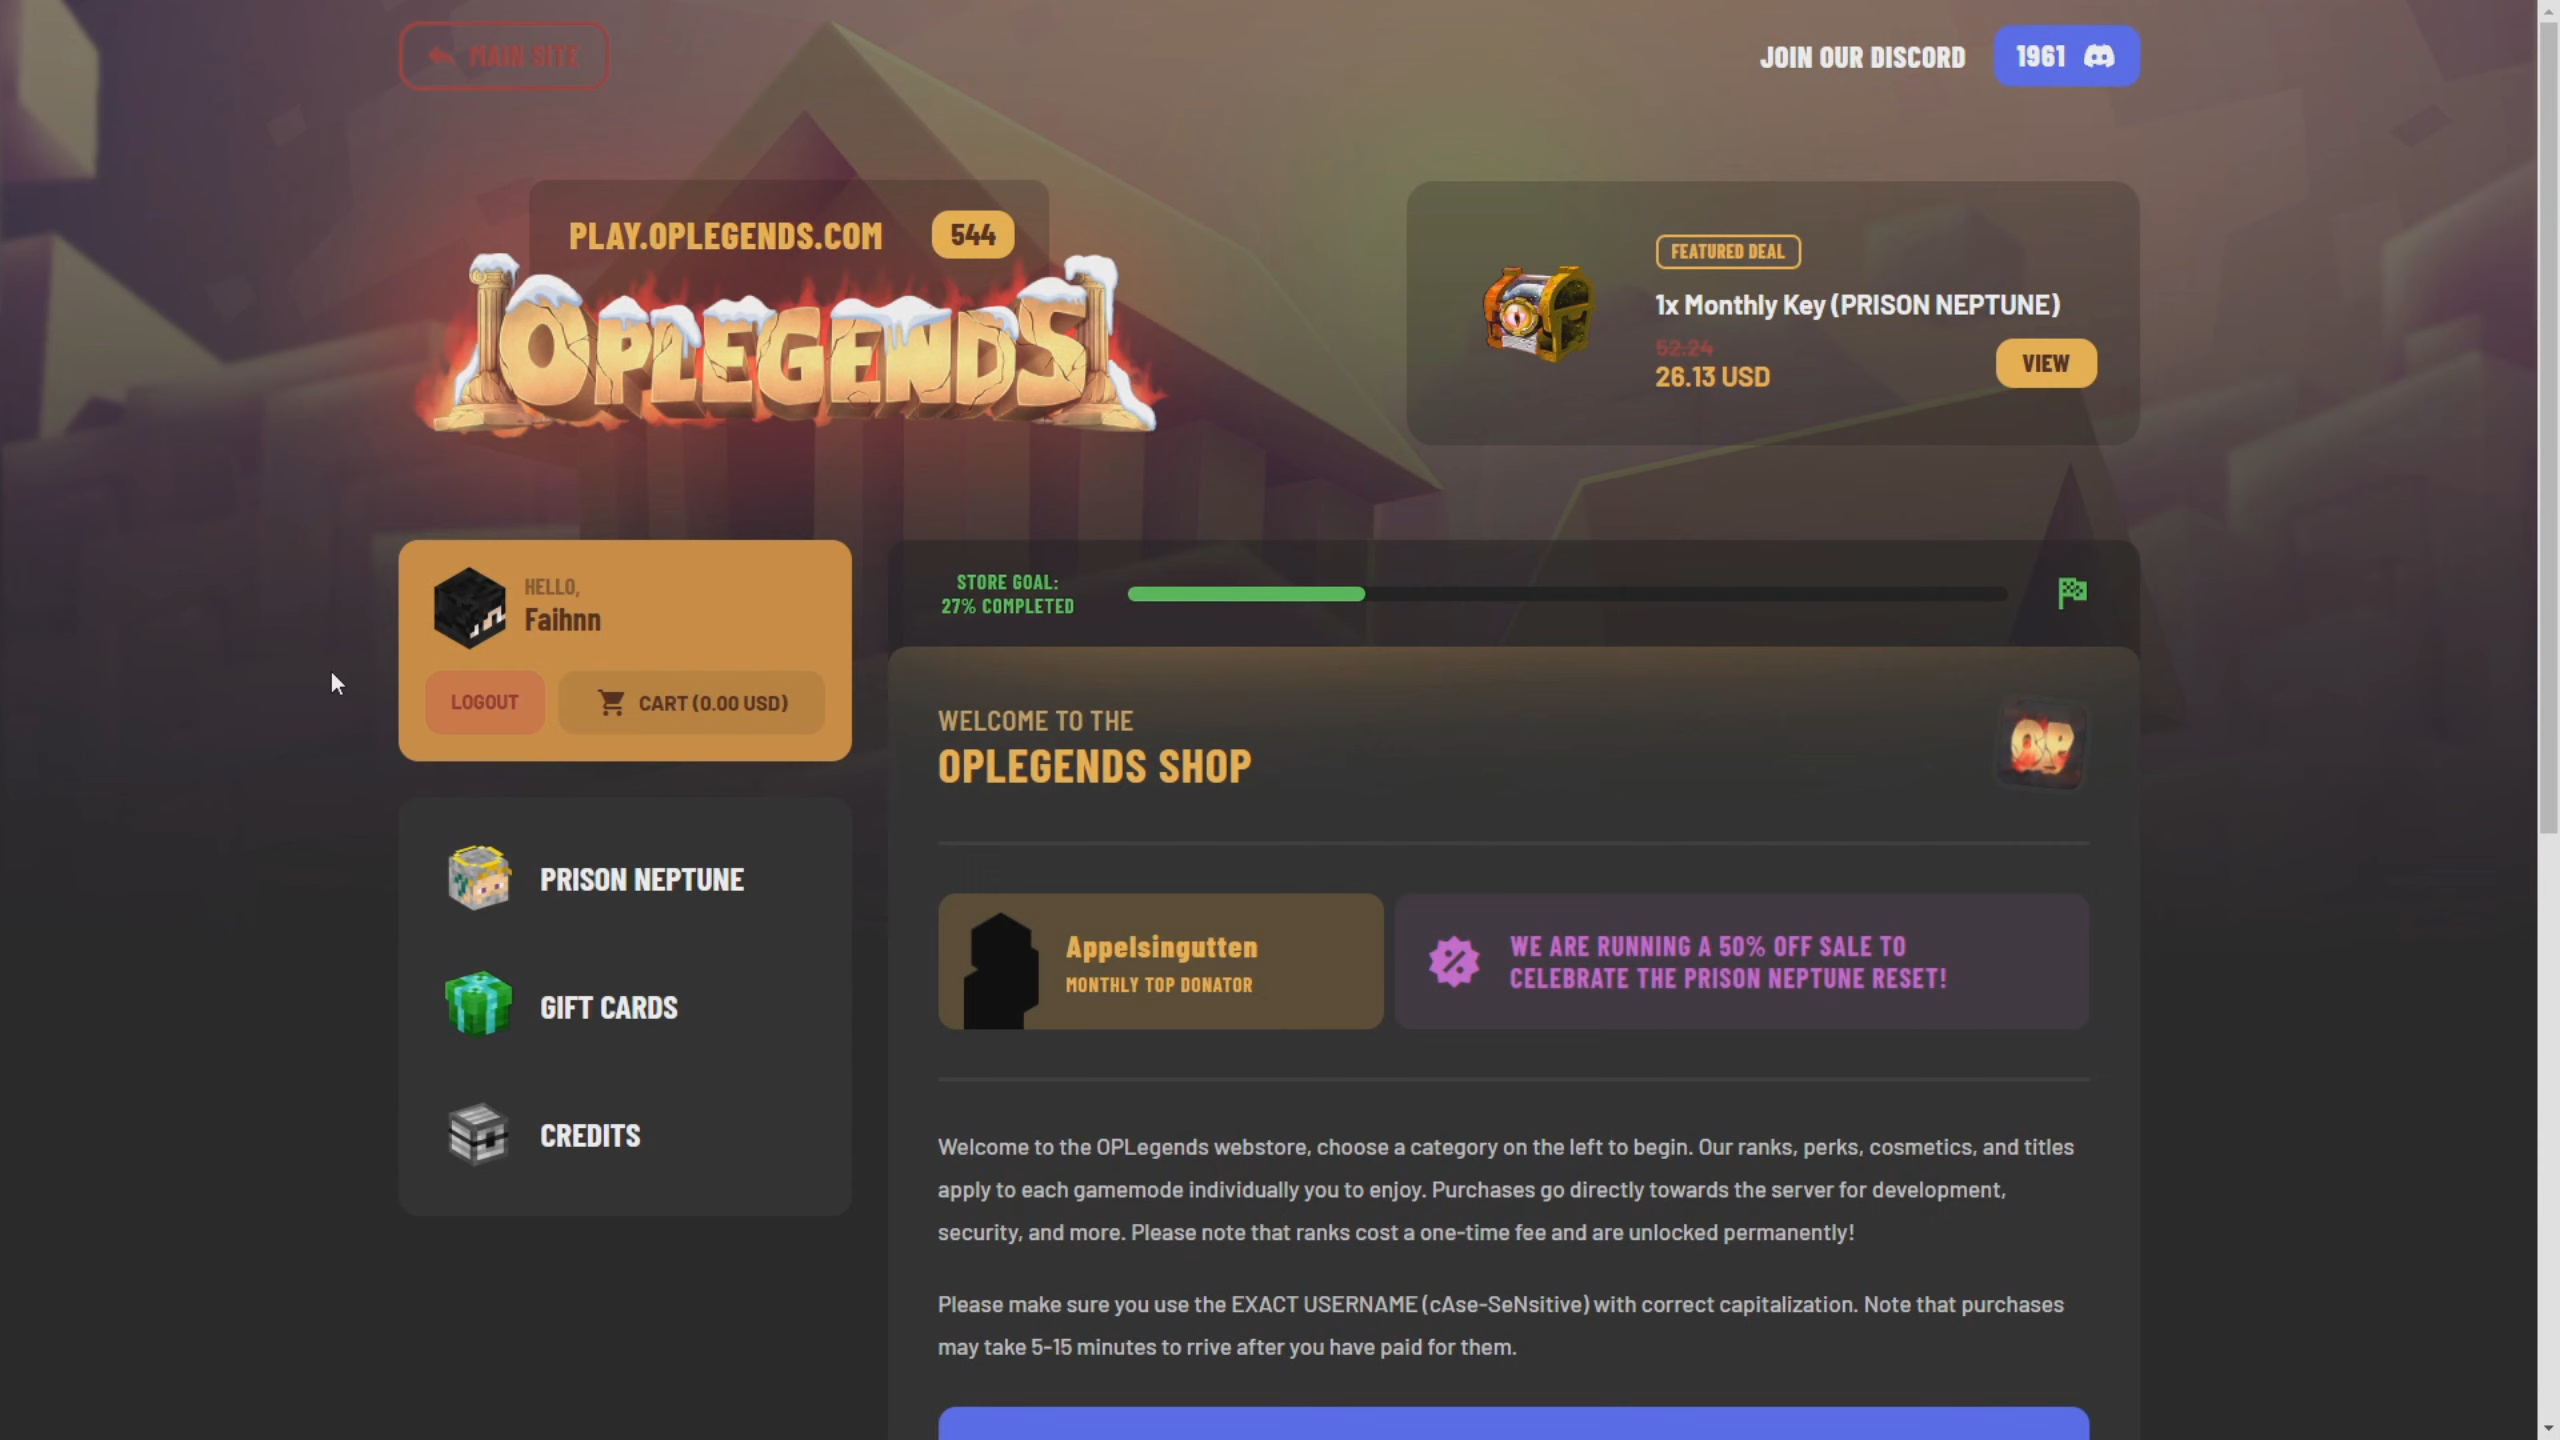 MAIN SITE
JOIN OUR DISCORD
1961
PLAY.OPLEGENDS.COM
544
OPLEGENDS
FEATURED DEAL
1x Monthly Key (PRISON NEPTUNE)
52.24
26.13 USD
VIEW
HELLO,
Faihnn
LOGOUT
CART (0.00 USD)
STORE GOAL:
27% COMPLETED
WELCOME TO THE
OPLEGENDS SHOP
OP
PRISON NEPTUNE
GIFT CARDS
CREDITS
Appelsingutten
MONTHLY TOP DONATOR
WE ARE RUNNING A 50% OFF SALE TO
CELEBRATE THE PRISON NEPTUNE RESET!
Welcome to the OPLegends webstore, choose a category on the left to begin. Our ranks, perks, cosmetics, and titles
apply to each gamemode individually you to enjoy. Purchases go directly towards the server for development,
security, and more. Please note that ranks cost a one-time fee and are unlocked permanently!
Please make sure you use the EXACT USERNAME (cAse-SeNsitive) with correct capitalization. Note that purchases
may take 5-15 minutes to rrive after you have paid for them.